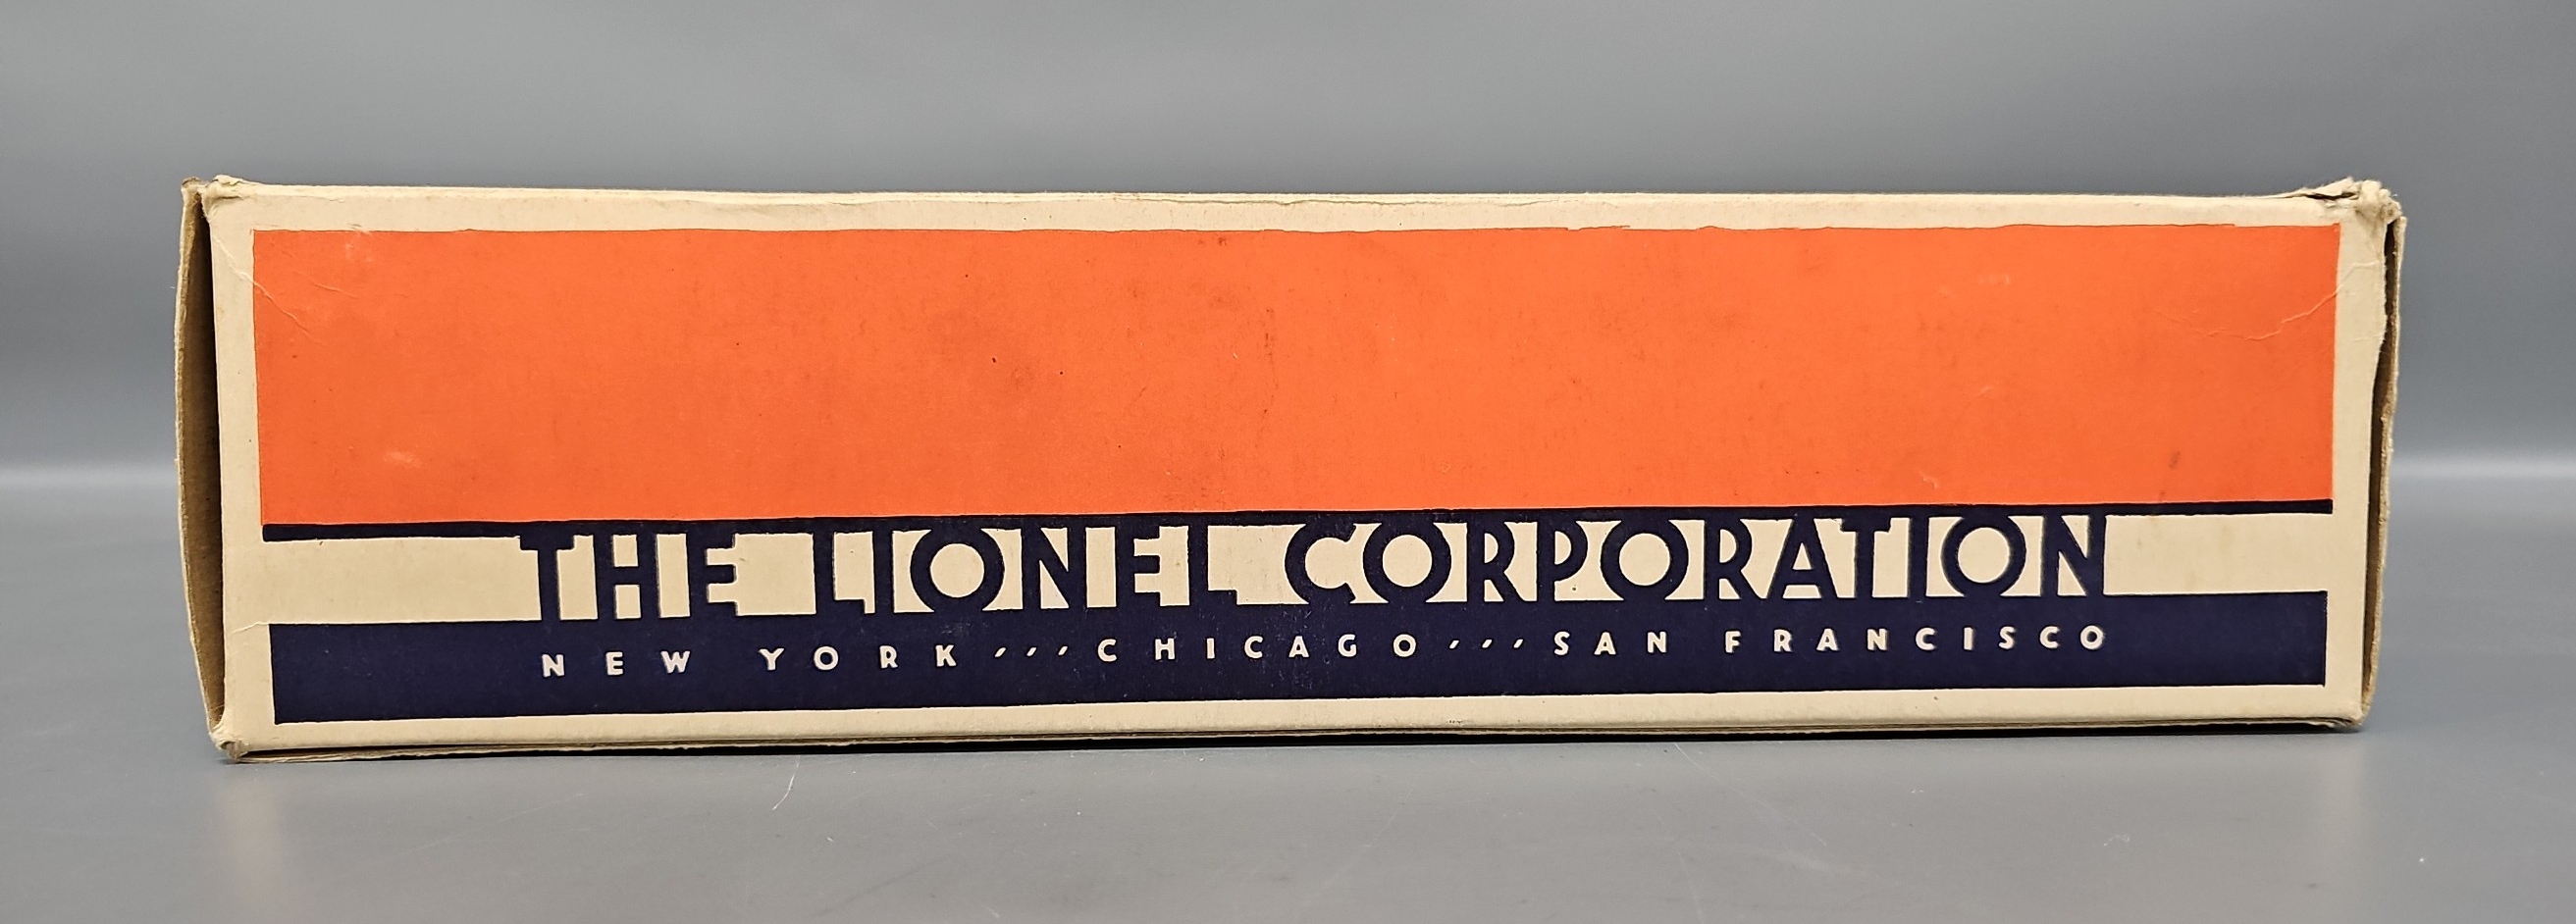 THE LIONEL CORPORATION
NEW YORK ′′′ CHICAGO ′′′ SAN FRANCISCO